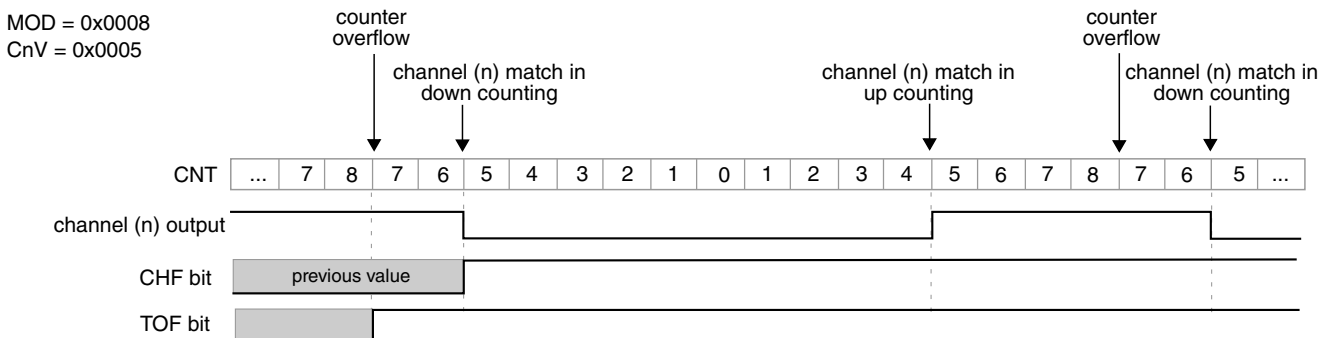 MOD = 0x0008
CnV = 0x0005
counter
overflow
channel (n) match in
down counting
channel (n) match in
up counting
counter
overflow
channel (n) match in
down counting
CNT ... 7 8 7 6 5 4 3 2 1 0 1 2 3 4 5 6 7 8 7 6 5 ...
channel (n) output
CHF bit previous value
TOF bit